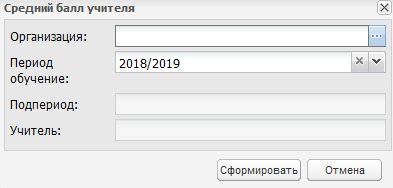 Средний балл учителя
Организация:
Период
обучение:
2018/2019
Подпериод:
Учитель:
Сформировать
Отмена